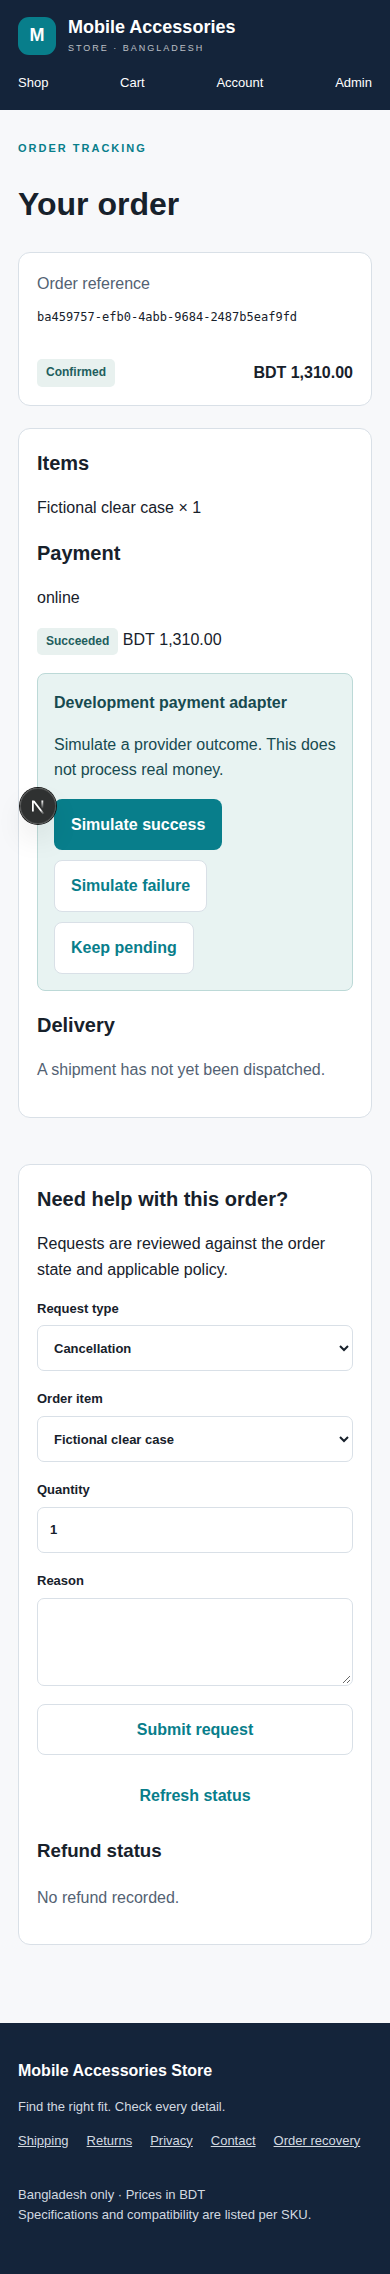 M
Mobile Accessories
STORE · BANGLADESH
Shop Cart Account Admin
ORDER TRACKING
Your order
Order reference
ba459757-efb0-4abb-9684-2487b5eaf9fd
Confirmed BDT 1,310.00
Items
Fictional clear case × 1
Payment
online
Succeeded BDT 1,310.00
Development payment adapter
Simulate a provider outcome. This does
not process real money.
N
Simulate success
Simulate failure
Keep pending
Delivery
A shipment has not yet been dispatched.
Need help with this order?
Requests are reviewed against the order
state and applicable policy.
Request type
Cancellation
Order item
Fictional clear case
Quantity
1
Reason
Submit request
Refresh status
Refund status
No refund recorded.
Mobile Accessories Store
Find the right fit. Check every detail.
Shipping Returns Privacy Contact Order recovery
Bangladesh only · Prices in BDT
Specifications and compatibility are listed per SKU.